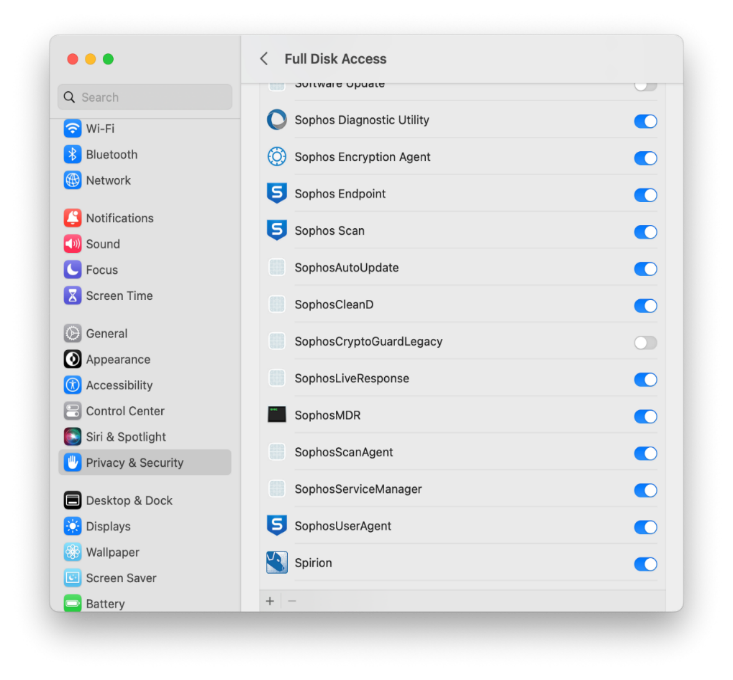 Full Disk Access
Search
Wi-Fi
Bluetooth
Network
Notifications
Sound
Focus
Screen Time
General
Appearance
Accessibility
Control Center
Siri & Spotlight
Privacy & Security
Desktop & Dock
Displays
Wallpaper
Screen Saver
Battery
Software Update
Sophos Diagnostic Utility
Sophos Encryption Agent
Sophos Endpoint
Sophos Scan
SophosAutoUpdate
SophosCleanD
SophosCryptoGuardLegacy
SophosLiveResponse
SophosMDR
SophosScanAgent
SophosServiceManager
SophosUserAgent
Spirion